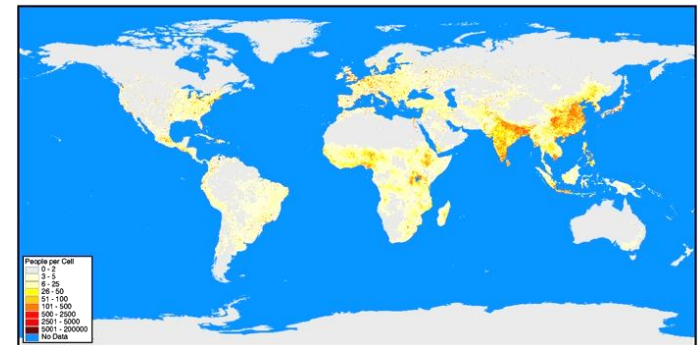 People per Cell
0 - 2
3 - 5
6 - 25
26 - 50
51 - 100
101 - 500
500 - 2500
2501 - 5000
5001 - 200000
No Data